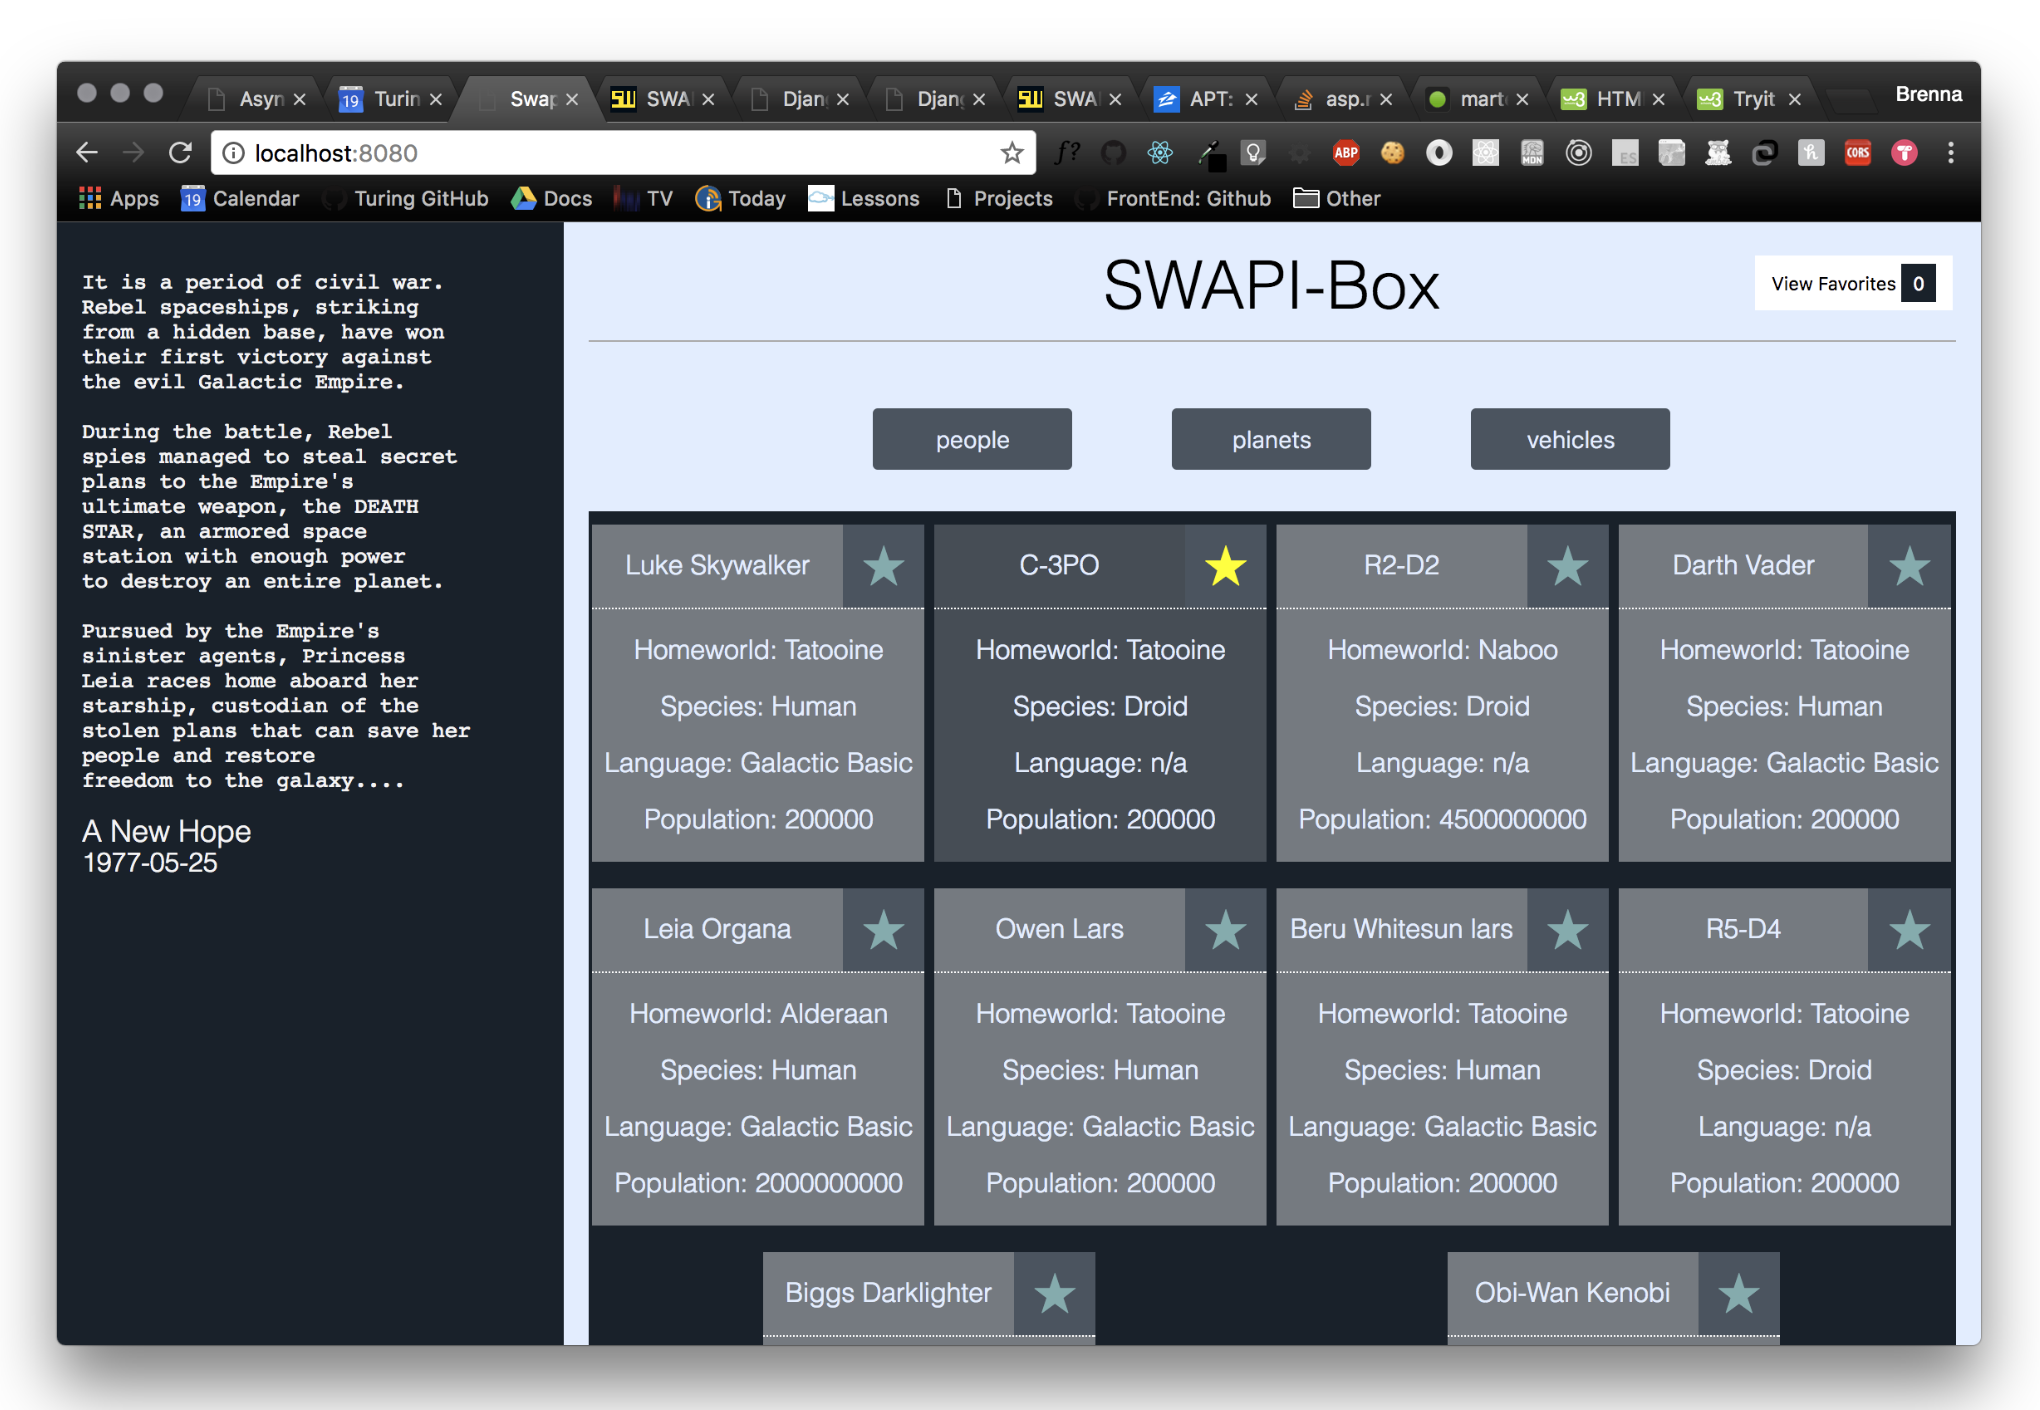 Asyn
Turin
Swap
SWA
Djan
Djan
SWA
APT:
asp.r
mart
HTM
Tryit
Brenna
localhost:8080
f?
ABP
MDN
ES
CORS
Apps
19 Calendar
Turing GitHub
Docs
TV
Today
Lessons
Projects
FrontEnd: Github
Other
It is a period of civil war.
Rebel spaceships, striking
from a hidden base, have won
their first victory against
the evil Galactic Empire.
During the battle, Rebel
spies managed to steal secret
plans to the Empire's
ultimate weapon, the DEATH
STAR, an armored space
station with enough power
to destroy an entire planet.
Pursued by the Empire's
sinister agents, Princess
Leia races home aboard her
starship, custodian of the
stolen plans that can save her
people and restore
freedom to the galaxy....
A New Hope
1977-05-25
SWAPI-Box
View Favorites 0
people
planets
vehicles
Luke Skywalker
Homeworld: Tatooine
Species: Human
Language: Galactic Basic
Population: 200000
C-3PO
Homeworld: Tatooine
Species: Droid
Language: n/a
Population: 200000
R2-D2
Homeworld: Naboo
Species: Droid
Language: n/a
Population: 4500000000
Darth Vader
Homeworld: Tatooine
Species: Human
Language: Galactic Basic
Population: 200000
Leia Organa
Homeworld: Alderaan
Species: Human
Language: Galactic Basic
Population: 2000000000
Owen Lars
Homeworld: Tatooine
Species: Human
Language: Galactic Basic
Population: 200000
Beru Whitesun lars
Homeworld: Tatooine
Species: Human
Language: Galactic Basic
Population: 200000
R5-D4
Homeworld: Tatooine
Species: Droid
Language: n/a
Population: 200000
Biggs Darklighter
Obi-Wan Kenobi